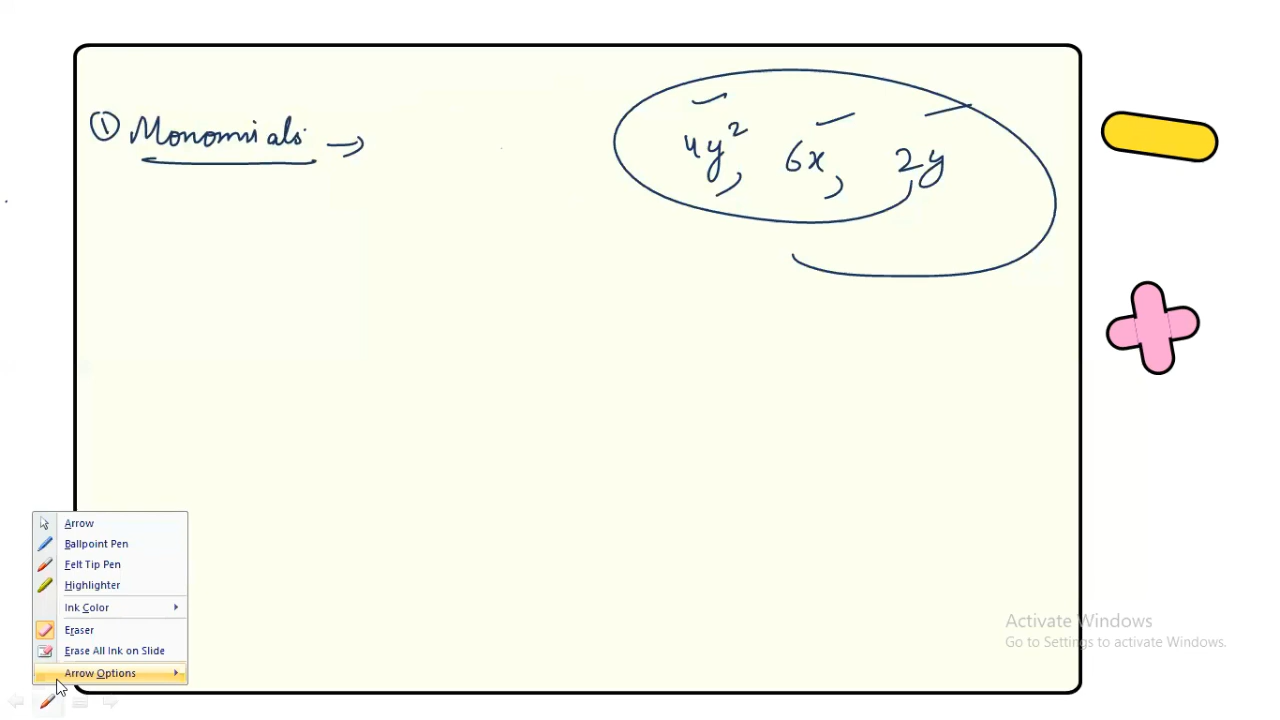 ① Monomials →
4y², 6x, 2y
Arrow
Ballpoint Pen
Felt Tip Pen
Highlighter
Ink Color
Eraser
Erase All Ink on Slide
Arrow Options
Activate Windows
Go to Settings to activate Windows.